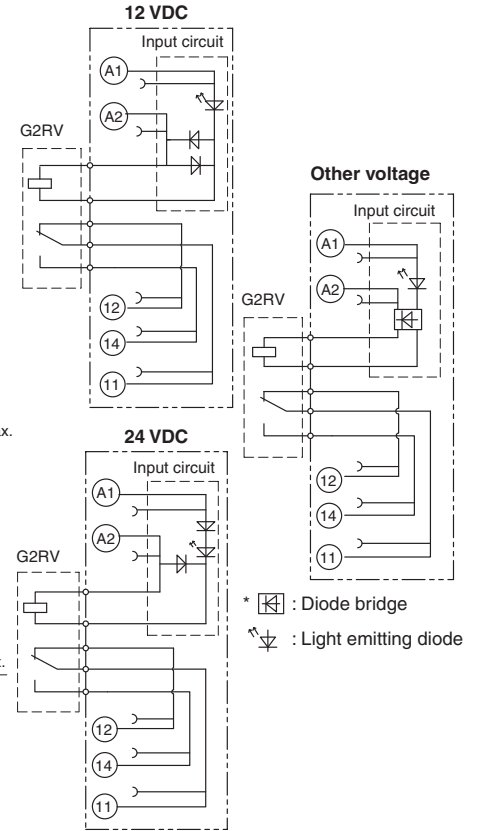 12 VDC
Input circuit
A1
A2
G2RV
12
14
11
Other voltage
Input circuit
A1
A2
G2RV
12
14
11
x.
24 VDC
Input circuit
A1
A2
G2RV
12
14
11
* : Diode bridge
: Light emitting diode